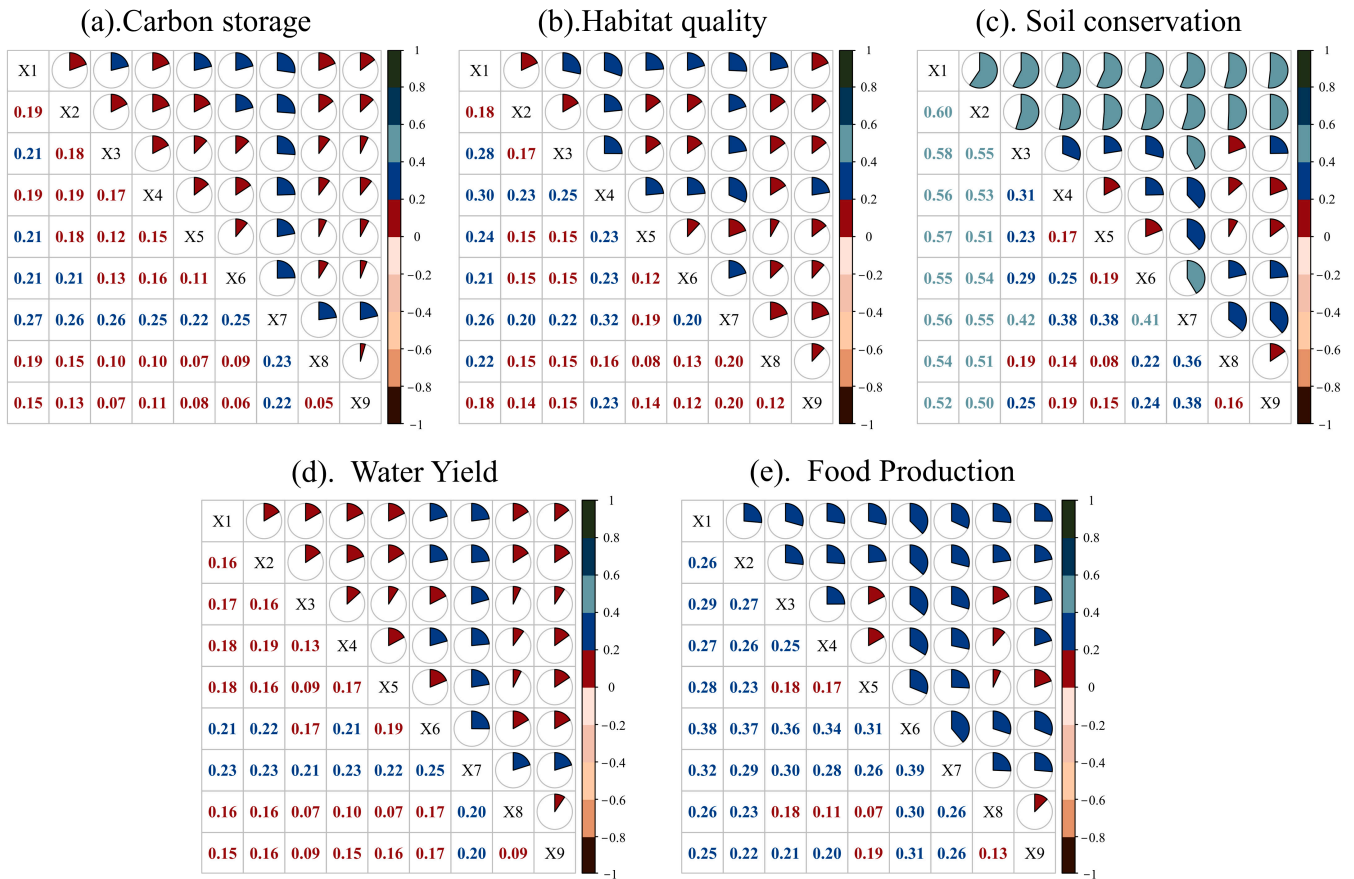 (a).Carbon storage
(b).Habitat quality
(c). Soil conservation
X1 1
X1 1
X1 1
0.8
0.8
0.8
0.19 X2
0.18 X2
0.60 X2
0.6
0.6
0.6
0.21 0.18 X3
0.28 0.17 X3
0.58 0.55 X3
0.4
0.4
0.4
0.19 0.19 0.17 X4
0.30 0.23 0.25 X4
0.56 0.53 0.31 X4
0.2
0.2
0.2
0.21 0.18 0.12 0.15 X5 0
0.24 0.15 0.15 0.23 X5 0
0.57 0.51 0.23 0.17 X5 0
−0.2
−0.2
−0.2
0.21 0.21 0.13 0.16 0.11 X6
0.21 0.15 0.15 0.23 0.12 X6
0.55 0.54 0.29 0.25 0.19 X6
−0.4
−0.4
−0.4
0.27 0.26 0.26 0.25 0.22 0.25 X7
0.26 0.20 0.22 0.32 0.19 0.20 X7
0.56 0.55 0.42 0.38 0.38 0.41 X7
−0.6
−0.6
−0.6
0.19 0.15 0.10 0.10 0.07 0.09 0.23 X8
0.22 0.15 0.15 0.16 0.08 0.13 0.20 X8
0.54 0.51 0.19 0.14 0.08 0.22 0.36 X8
−0.8
−0.8
−0.8
0.15 0.13 0.07 0.11 0.08 0.06 0.22 0.05 X9
0.18 0.14 0.15 0.23 0.14 0.12 0.20 0.12 X9
0.52 0.50 0.25 0.19 0.15 0.24 0.38 0.16 X9
−1
−1
−1
(d). Water Yield
(e). Food Production
X1 1
X1 1
0.8
0.8
0.16 X2
0.26 X2
0.6
0.6
0.17 0.16 X3
0.29 0.27 X3
0.4
0.4
0.18 0.19 0.13 X4
0.27 0.26 0.25 X4
0.2
0.2
0.18 0.16 0.09 0.17 X5 0
0.28 0.23 0.18 0.17 X5 0
−0.2
−0.2
0.21 0.22 0.17 0.21 0.19 X6
0.38 0.37 0.36 0.34 0.31 X6
−0.4
−0.4
0.23 0.23 0.21 0.23 0.22 0.25 X7
0.32 0.29 0.30 0.28 0.26 0.39 X7
−0.6
−0.6
0.16 0.16 0.07 0.10 0.07 0.17 0.20 X8
0.26 0.23 0.18 0.11 0.07 0.30 0.26 X8
−0.8
−0.8
0.15 0.16 0.09 0.15 0.16 0.17 0.20 0.09 X9
0.25 0.22 0.21 0.20 0.19 0.31 0.26 0.13 X9
−1
−1